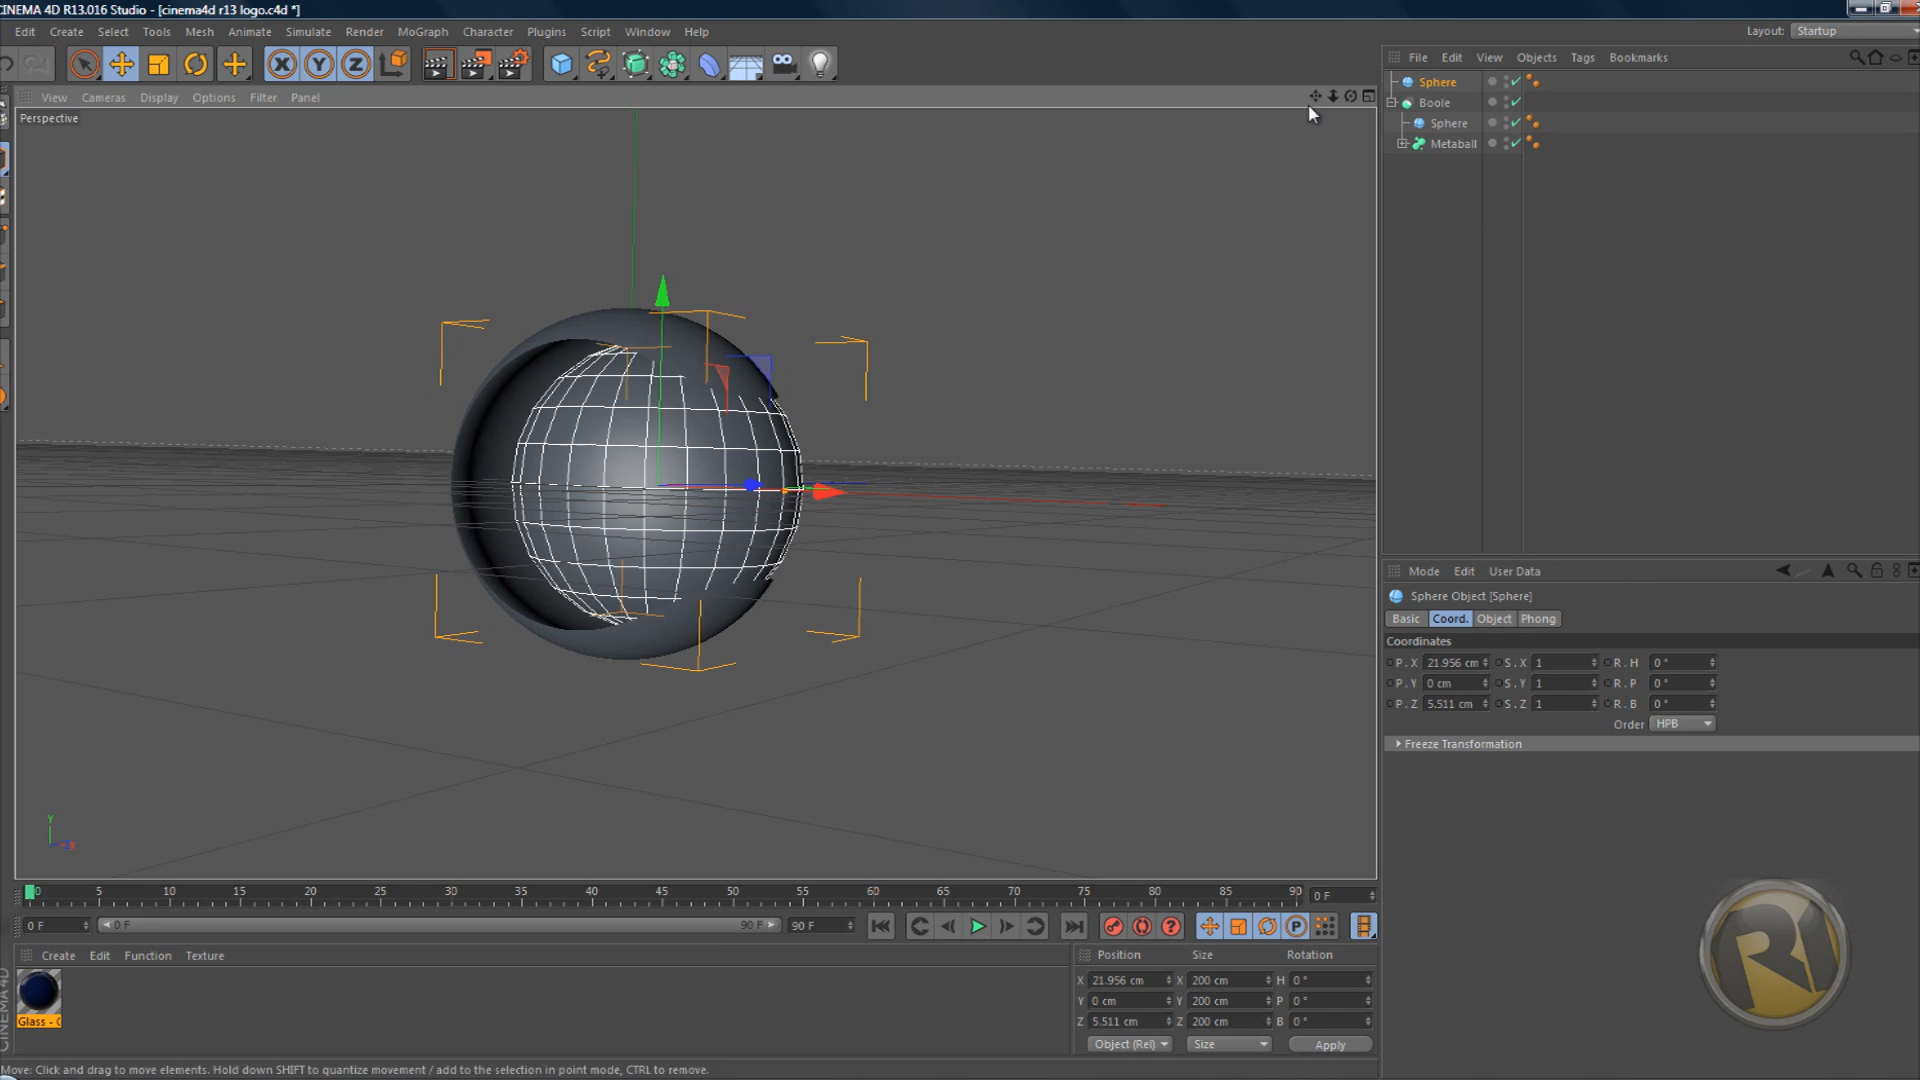 CINEMA 4D R13.016 Studio - [cinema4d r13 logo.c4d *]
Edit Create Select Tools Mesh Animate Simulate Render MoGraph Character Plugins Script Window Help
Layout: Startup
X Y Z
File Edit View Objects Tags Bookmarks
View Cameras Display Options Filter Panel
Perspective
Sphere
Boole
Sphere
Metaball
Mode Edit User Data
Sphere Object [Sphere]
Basic Coord. Object Phong
Coordinates
P . X 21.956 cm S . X 1 R . H 0 °
P . Y 0 cm S . Y 1 R . P 0 °
P . Z 5.511 cm S . Z 1 R . B 0 °
Order HPB
Freeze Transformation
Y
X
0 5 10 15 20 25 30 35 40 45 50 55 60 65 70 75 80 85 90
0 F
0 F 0 F 90 F 90 F
P
Create Edit Function Texture
Glass -
Position Size Rotation
X 21.956 cm X 200 cm H 0 °
Y 0 cm Y 200 cm P 0 °
Z 5.511 cm Z 200 cm B 0 °
Object (Rel) Size Apply
CINEMA 4D
RI
Move: Click and drag to move elements. Hold down SHIFT to quantize movement / add to the selection in point mode, CTRL to remove.